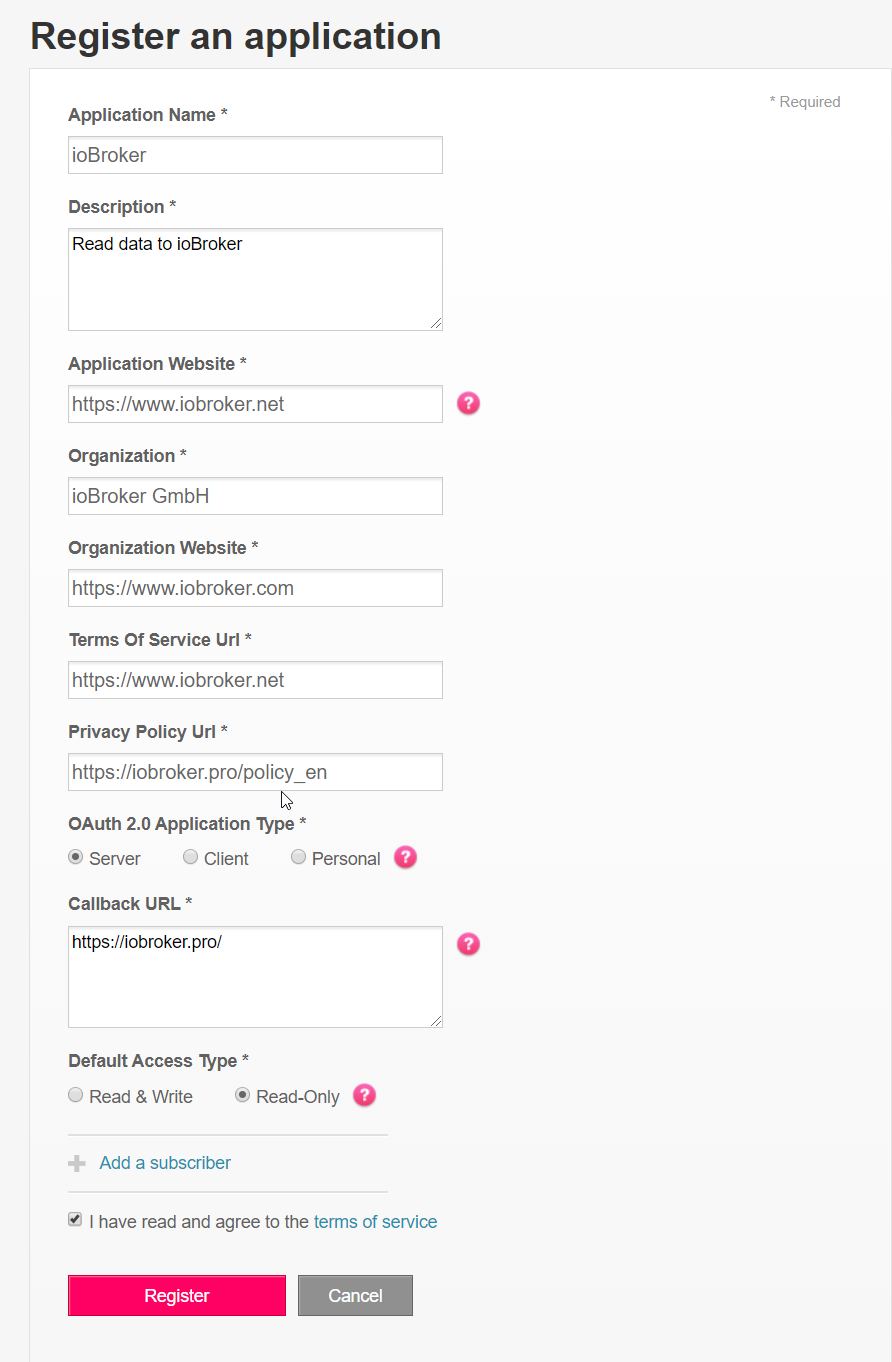 Register an application
* Required
Application Name *
ioBroker
Description *
Read data to ioBroker
Application Website *
https://www.iobroker.net
?
Organization *
ioBroker GmbH
Organization Website *
https://www.iobroker.com
Terms Of Service Url *
https://www.iobroker.net
Privacy Policy Url *
https://iobroker.pro/policy_en
OAuth 2.0 Application Type *
Server Client Personal ?
Callback URL *
https://iobroker.pro/
?
Default Access Type *
Read & Write Read-Only ?
Add a subscriber
I have read and agree to the terms of service
Register Cancel